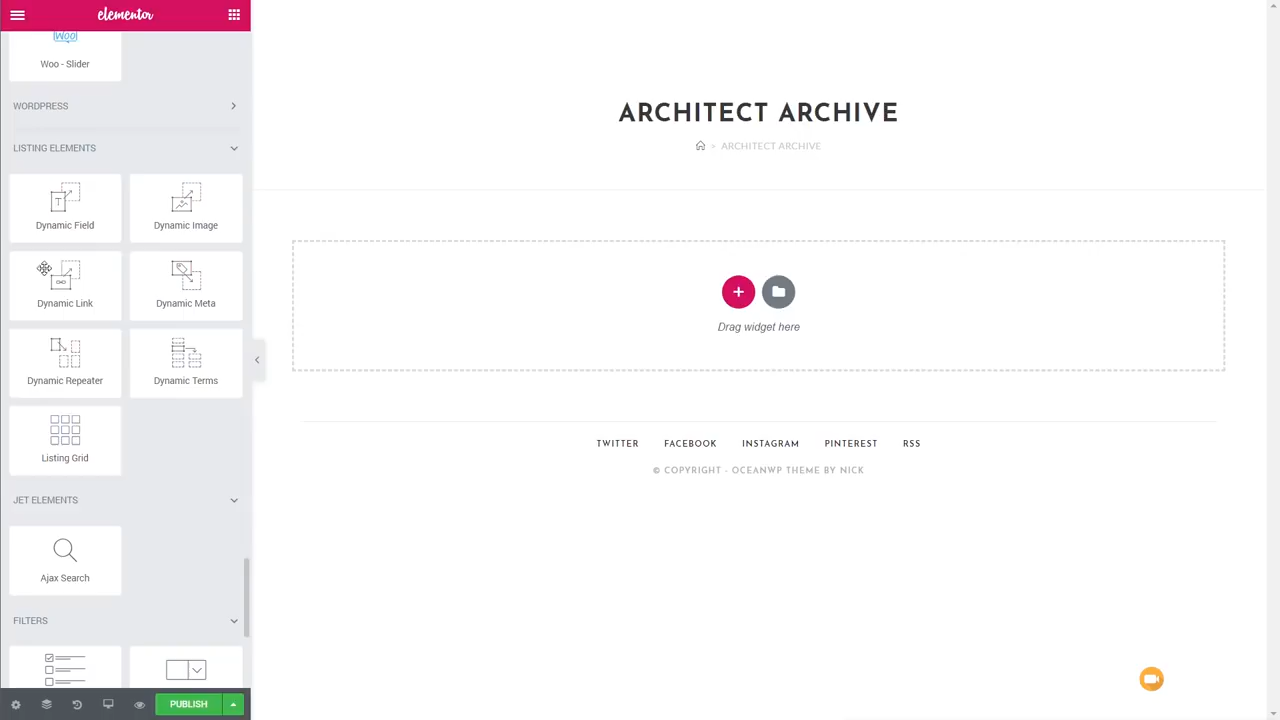 elementor
Woo
Woo - Slider
WORDPRESS
LISTING ELEMENTS
Dynamic Field
Dynamic Image
Dynamic Link
Dynamic Meta
Dynamic Repeater
Dynamic Terms
Listing Grid
JET ELEMENTS
Ajax Search
FILTERS
PUBLISH
ARCHITECT ARCHIVE
» ARCHITECT ARCHIVE
Drag widget here
TWITTER FACEBOOK INSTAGRAM PINTEREST RSS
© COPYRIGHT - OCEANWP THEME BY NICK